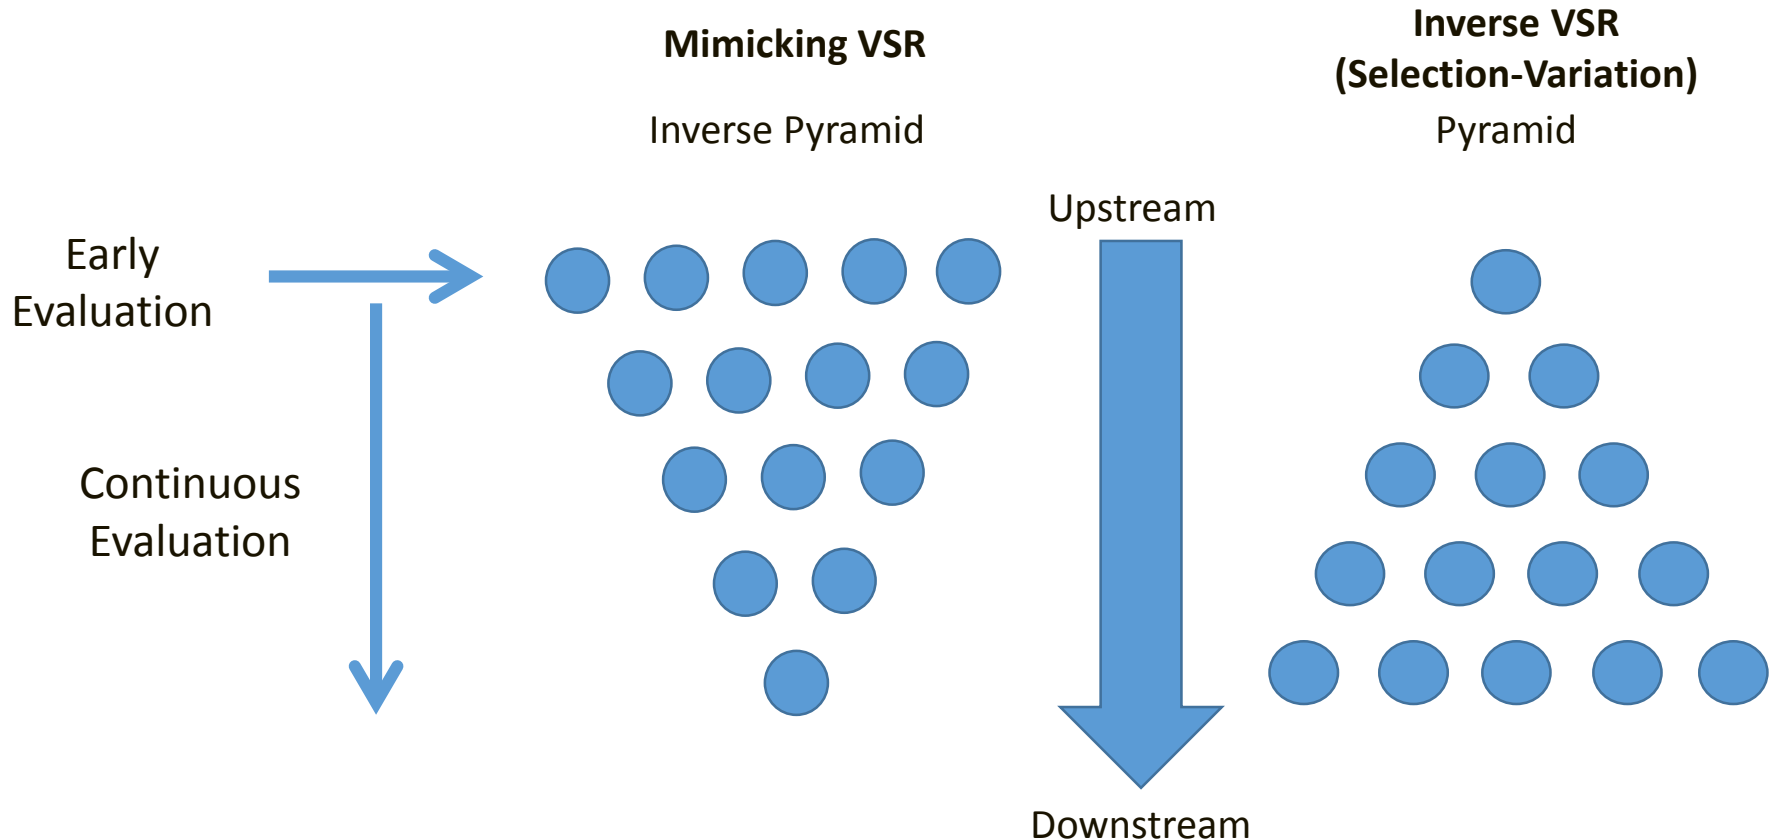 Mimicking VSR
Inverse Pyramid
Inverse VSR
(Selection-Variation)
Pyramid
Early
Evaluation
Continuous
Evaluation
Upstream
Downstream